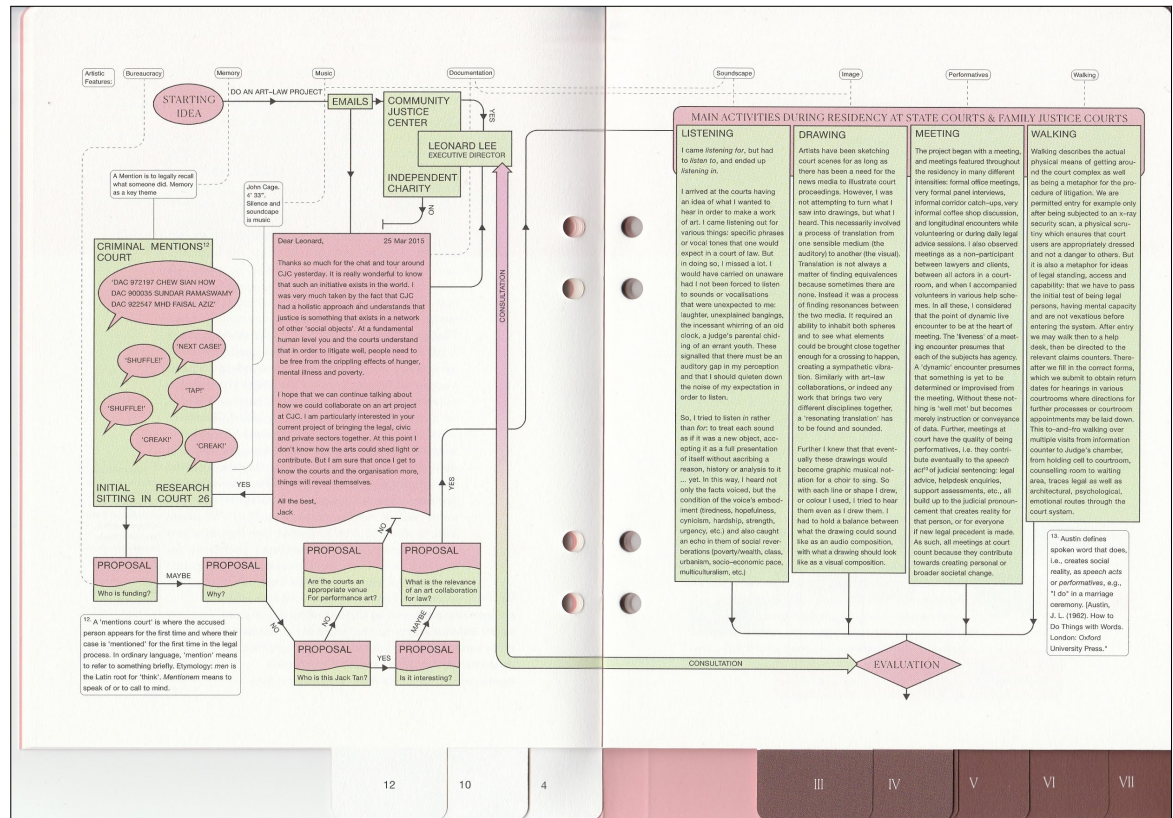 Artistic
Features:
Bureaucracy
Memory
Music
Documentation
STARTING
IDEA
DO AN ART–LAW PROJECT
EMAILS
COMMUNITY
JUSTICE
CENTER
YES
LEONARD LEE
EXECUTIVE DIRECTOR
INDEPENDENT
CHARITY
NO
A Mention is to legally recall
what someone did. Memory
as a key theme
John Cage,
4' 33".
Silence and
soundscape
is music
CRIMINAL MENTIONS¹²
COURT
'DAC 972197 CHEW SIAN HOW
DAC 900035 SUNDAR RAMASWAMY
DAC 922547 MHD FAISAL AZIZ'
'NEXT CASE!'
'SHUFFLE!'
'TAP!'
'SHUFFLE!'
'CREAK!'
'CREAK!'
INITIAL RESEARCH
SITTING IN COURT 26
YES
Dear Leonard, 25 Mar 2015
Thanks so much for the chat and tour around
CJC yesterday. It is really wonderful to know
that such an initiative exists in the world. I
was very much taken by the fact that CJC
had a holistic approach and understands that
justice is something that exists in a network
of other 'social objects'. At a fundamental
human level you and the courts understand
that in order to litigate well, people need to
be free from the crippling effects of hunger,
mental illness and poverty.
I hope that we can continue talking about
how we could collaborate on an art project
at CJC. I am particularly interested in your
current project of bringing the legal, civic
and private sectors together. At this point I
don't know how the arts could shed light or
contribute. But I am sure that once I get to
know the courts and the organisation more,
things will reveal themselves.
All the best,
Jack
CONSULTATION
PROPOSAL
Who is funding?
MAYBE
PROPOSAL
Why?
NO
PROPOSAL
Who is this Jack Tan?
NO
PROPOSAL
Are the courts an
appropriate venue
For performance art?
NO
YES
PROPOSAL
Is it interesting?
MAYBE
PROPOSAL
What is the relevance
of an art collaboration
for law?
YES
12. A 'mentions court' is where the accused
person appears for the first time and where their
case is 'mentioned' for the first time in the legal
process. In ordinary language, 'mention' means
to refer to something briefly. Etymology: men is
the Latin root for 'think'. Mentionem means to
speak of or to call to mind.
Soundscape
Image
Performatives
Walking
MAIN ACTIVITIES DURING RESIDENCY AT STATE COURTS & FAMILY JUSTICE COURTS
LISTENING
I came listening for, but had
to listen to, and ended up
listening in.
I arrived at the courts having
an idea of what I wanted to
hear in order to make a work
of art. I came listening out for
various things: specific phrases
or vocal tones that one would
expect in a court of law. But
in doing so, I missed a lot. I
would have carried on unaware
had I not been forced to listen
to sounds or vocalisations
that were unexpected to me:
laughter, unexplained bangings,
the incessant whirring of an old
clock, a judge's parental chid-
ing of an errant youth. These
signalled that there must be an
auditory gap in my perception
and that I should quieten down
the noise of my expectation in
order to listen.
So, I tried to listen in rather
than for: to treat each sound
as if it was a new object, acc-
epting it as a full presentation
of itself without ascribing a
reason, history or analysis to it
... yet. In this way, I heard not
only the facts voiced, but the
condition of the voice's embod-
iment (tiredness, hopefulness,
cynicism, hardship, strength,
urgency, etc.) and also caught
an echo in them of social rever-
berations (poverty/wealth, class,
urbanism, socio–economic pace,
multiculturalism, etc.)
DRAWING
Artists have been sketching
court scenes for as long as
there has been a need for the
news media to illustrate court
proceedings. However, I was
not attempting to turn what I
saw into drawings, but what I
heard. This necessarily involved
a process of translation from
one sensible medium (the
auditory) to another (the visual).
Translation is not always a
matter of finding equivalences
because sometimes there are
none. Instead it was a process
of finding resonances between
the two media. It required an
ability to inhabit both spheres
and to see what elements
could be brought close together
enough for a crossing to happen,
creating a sympathetic vibra-
tion. Similarly with art–law
collaborations, or indeed any
work that brings two very
different disciplines together,
a 'resonating translation' has
to be found and sounded.
Further I knew that that event-
ually these drawings would
become graphic musical not-
ation for a choir to sing. So
with each line or shape I drew,
or colour I used, I tried to hear
them even as I drew them. I
had to hold a balance between
what the drawing could sound
like as an audio composition,
with what a drawing should look
like as a visual composition.
MEETING
The project began with a meeting,
and meetings featured throughout
the residency in many different
intensities: formal office meetings,
very formal panel interviews,
informal corridor catch–ups, very
informal coffee shop discussion,
and longitudinal encounters while
volunteering or during daily legal
advice sessions. I also observed
meetings as a non–participant
between lawyers and clients,
between all actors in a court-
room, and when I accompanied
volunteers in various help sche-
mes. In all these, I considered
that the point of dynamic live
encounter to be at the heart of
meeting. The 'liveness' of a meet-
ing encounter presumes that
each of the subjects has agency.
A 'dynamic' encounter presumes
that something is yet to be
determined or improvised from
the meeting. Without these not-
hing is 'well met' but becomes
merely instruction or conveyance
of data. Further, meetings at
court have the quality of being
performatives, i.e. they contri-
bute eventually to the speech
act¹³ of judicial sentencing: legal
advice, helpdesk enquiries,
support assessments, etc., all
build up to the judicial pronounce-
ment that creates reality for
that person, or for everyone
if new legal precedent is made.
As such, all meetings at court
count because they contribute
towards creating personal or
broader societal change.
WALKING
Walking describes the actual
physical means of getting arou-
nd the court complex as well
as being a metaphor for the pro-
cedure of litigation. We are
permitted entry for example only
after being subjected to an x–ray
security scan, a physical scru-
tiny which ensures that court
users are appropriately dressed
and not a danger to others. But
it is also a metaphor for ideas
of legal standing, access and
capability: that we have to pass
the initial test of being legal
persons, having mental capacity
and are not vexatious before
entering the system. After entry
we may walk then to a help
desk, then be directed to the
relevant claims counters. There-
after we fill in the correct forms,
which we submit to obtain return
dates for hearings in various
courtrooms where directions for
further processes or courtroom
appointments may be laid down.
This to–and–fro walking over
multiple visits from information
counter to Judge's chamber,
from holding cell to courtroom,
counselling room to waiting
area, traces legal as well as
architectural, psychological,
emotional routes through the
court system.
13. Austin defines
spoken word that does,
i.e., creates social
reality, as speech acts
or performatives, e.g.,
"I do" in a marriage
ceremony. [Austin,
J. L. (1962). How to
Do Things with Words.
London: Oxford
University Press."
CONSULTATION
EVALUATION
12
10
4
III
IV
V
VI
VII